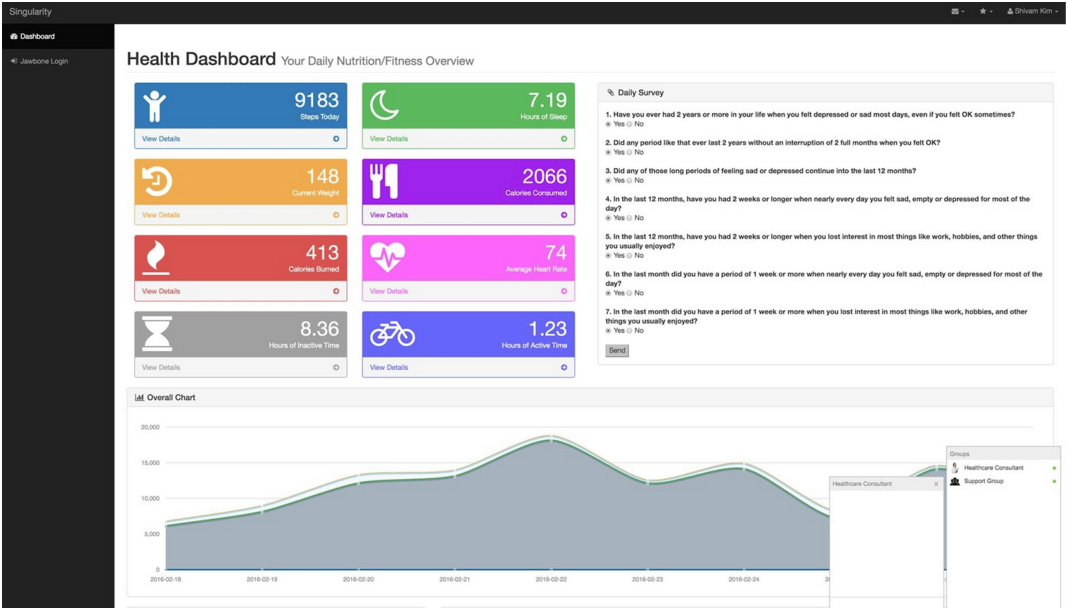 Singularity
Shivam Kim
Dashboard
Jawbone Login
Health Dashboard Your Daily Nutrition/Fitness Overview
9183
Steps Today
View Details
7.19
Hours of Sleep
View Details
148
Current Weight
View Details
2066
Calories Consumed
View Details
413
Calories Burned
View Details
74
Average Heart Rate
View Details
8.36
Hours of Inactive Time
View Details
1.23
Hours of Active Time
View Details
Daily Survey
1. Have you ever had 2 years or more in your life when you felt depressed or sad most days, even if you felt OK sometimes?
Yes No
2. Did any period like that ever last 2 years without an interruption of 2 full months when you felt OK?
Yes No
3. Did any of those long periods of feeling sad or depressed continue into the last 12 months?
Yes No
4. In the last 12 months, have you had 2 weeks or longer when nearly every day you felt sad, empty or depressed for most of the
day?
Yes No
5. In the last 12 months, have you had 2 weeks or longer when you lost interest in most things like work, hobbies, and other things
you usually enjoyed?
Yes No
6. In the last month did you have a period of 1 week or more when nearly every day you felt sad, empty or depressed for most of the
day?
Yes No
7. In the last month did you have a period of 1 week or more when you lost interest in most things like work, hobbies, and other
things you usually enjoyed?
Yes No
Send
Overall Chart
20,000
15,000
10,000
5,000
0
2016-02-18
2016-02-19
2016-02-20
2016-02-21
2016-02-22
2016-02-23
2016-02-24
Healthcare Consultant
Groups
Healthcare Consultant
Support Group